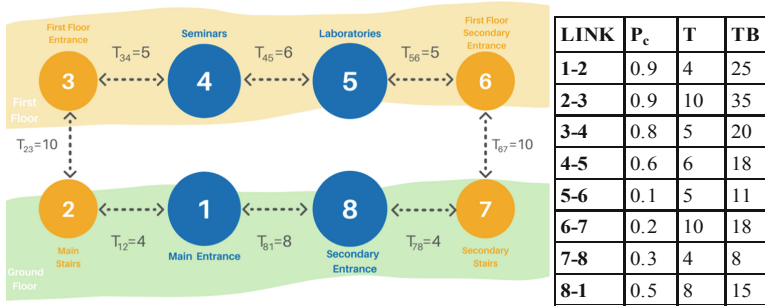 First Floor
Entrance
Seminars
Laboratories
First Floor
Secondary
Entrance
T34=5
T45=6
T56=5
3
4
5
6
First
Floor
T23=10
T67=10
2
1
8
7
T12=4
T81=8
T78=4
Main
Stairs
Main Entrance
Secondary
Entrance
Secondary
Stairs
Ground
Floor
LINK Pc T TB
1-2 0.9 4 25
2-3 0.9 10 35
3-4 0.8 5 20
4-5 0.6 6 18
5-6 0.1 5 11
6-7 0.2 10 18
7-8 0.3 4 8
8-1 0.5 8 15